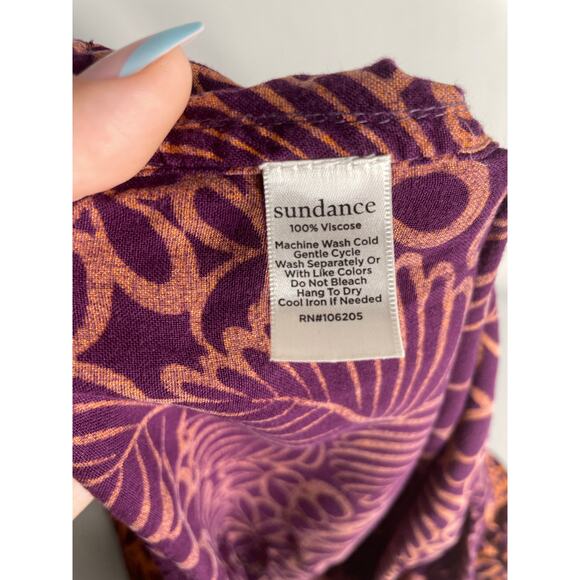 sundance
100% Viscose
Machine Wash Cold
Gentle Cycle
Wash Separately Or
With Like Colors
Do Not Bleach
Hang To Dry
Cool Iron If Needed
RN#106205